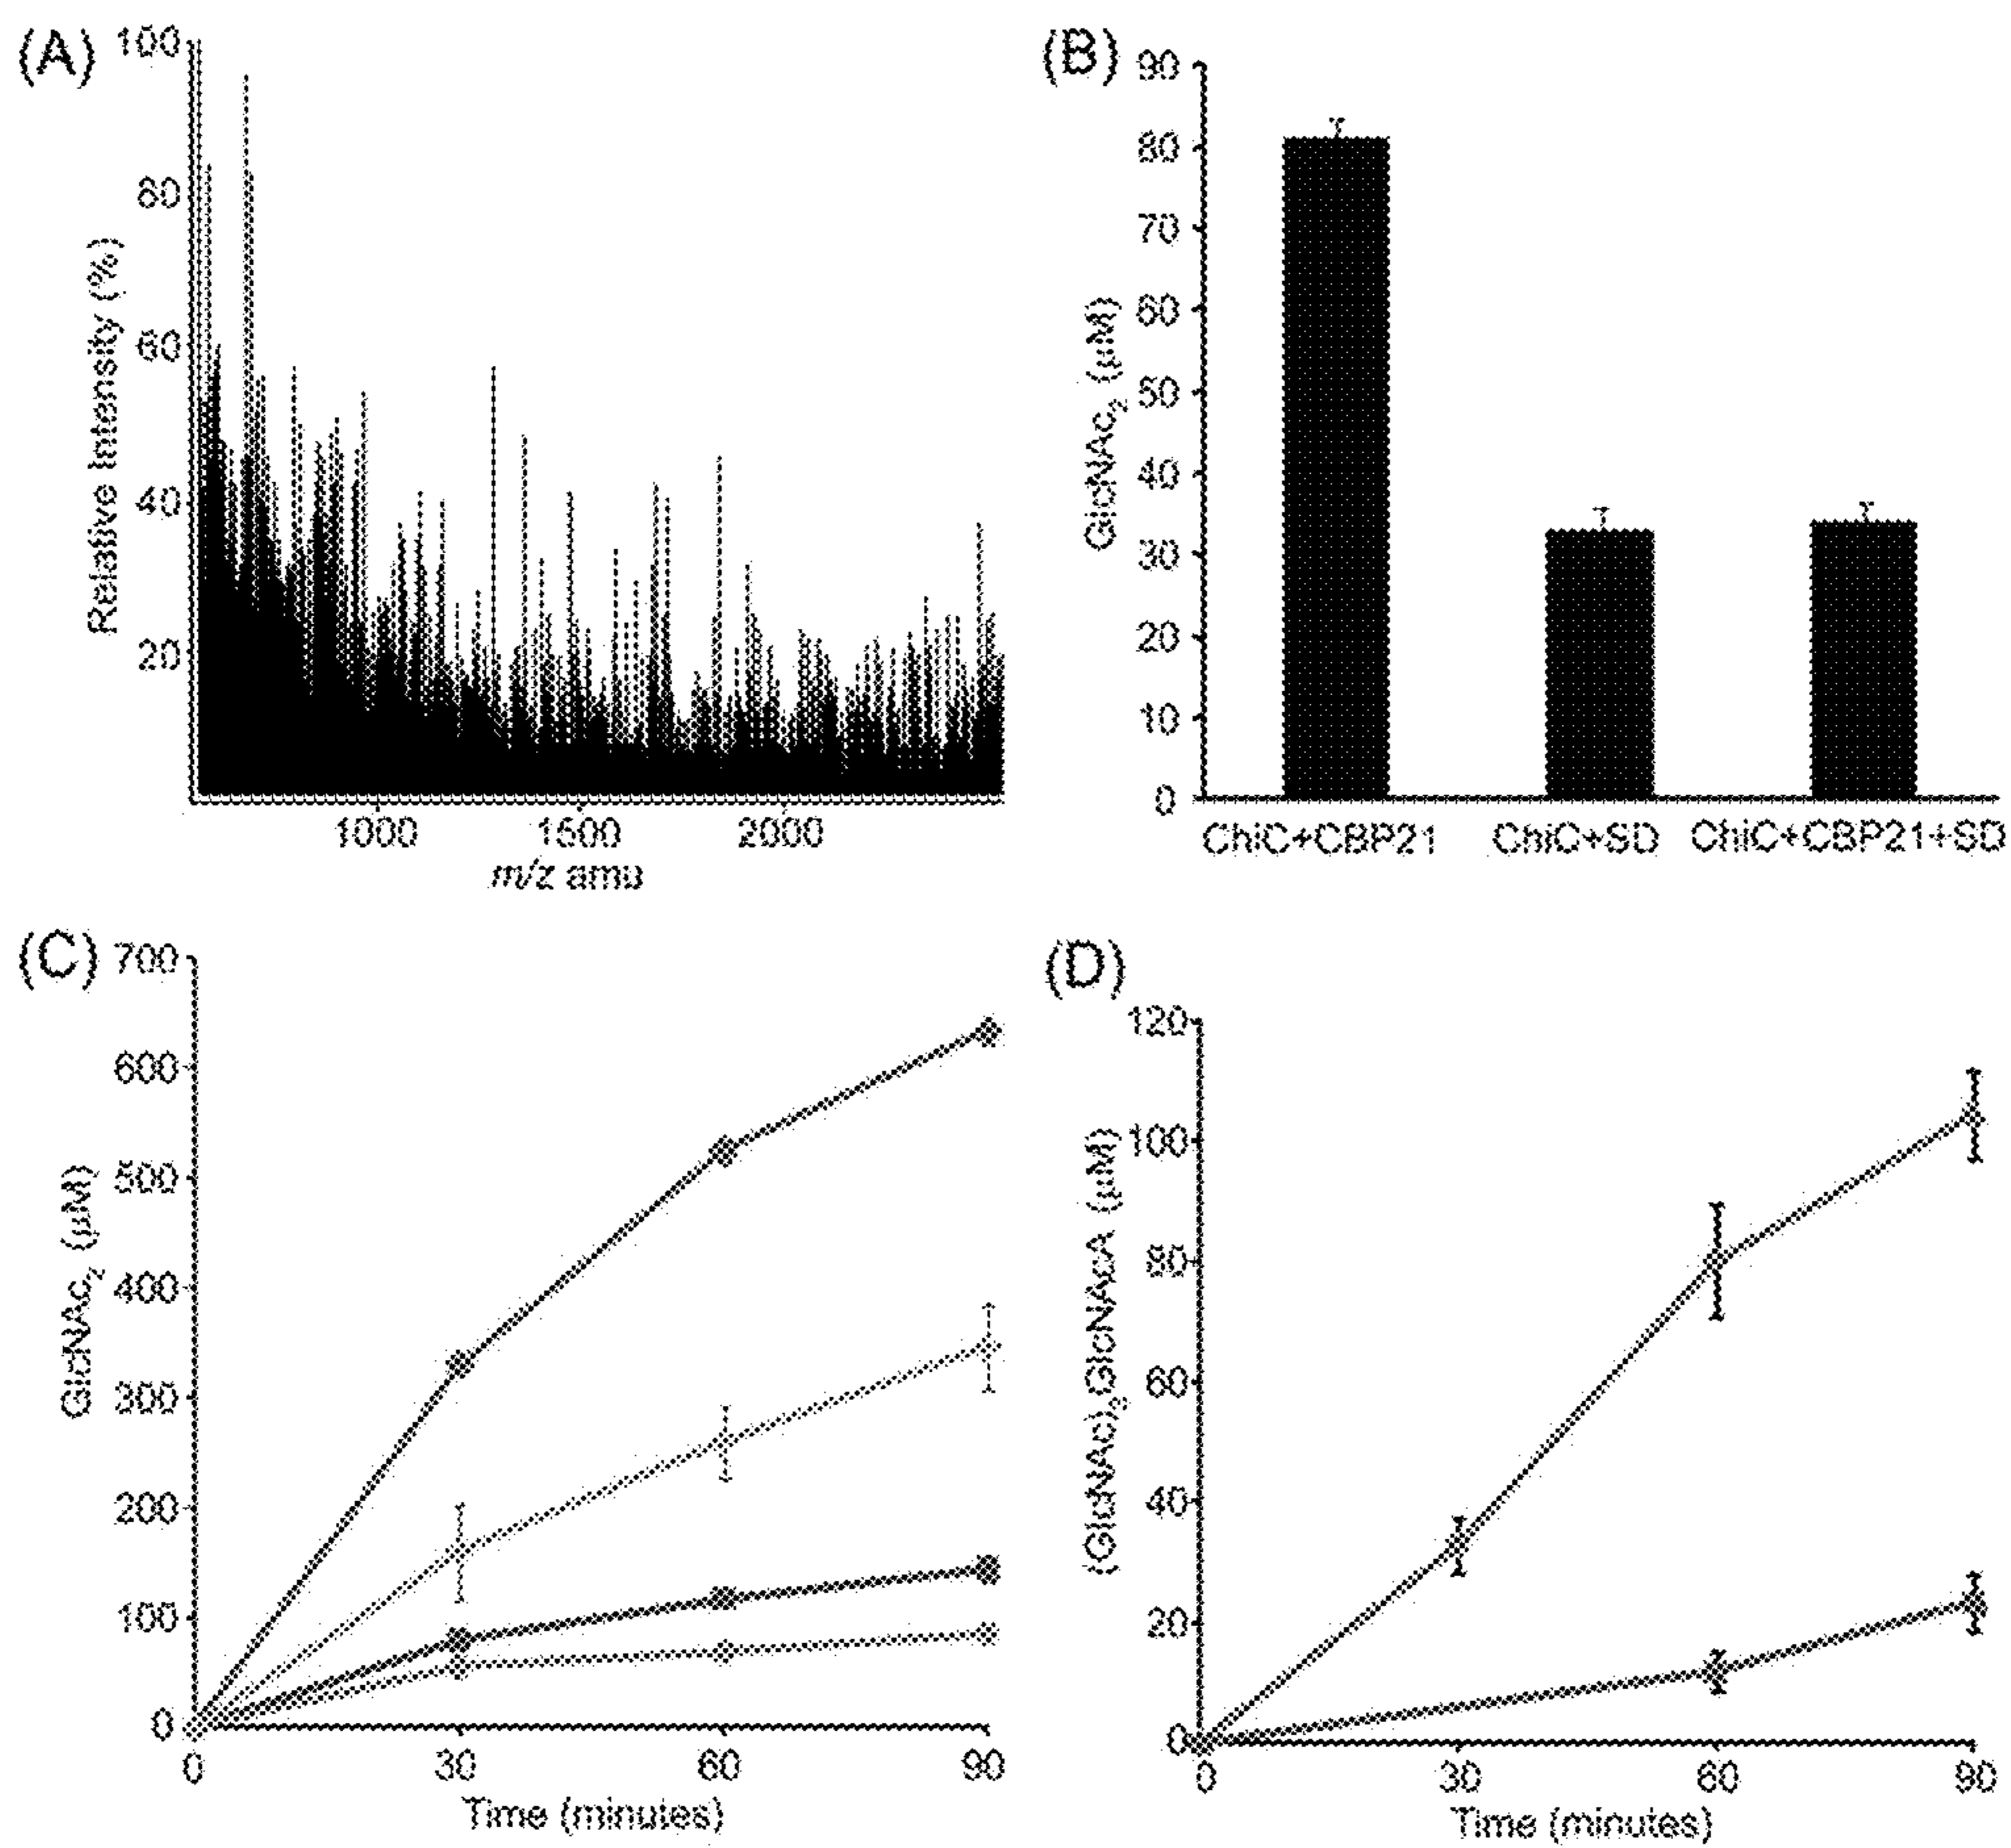 (A)
100
80
60
40
20
Relative Intensity (%)
1000
1500
2000
m/z amu
(B)
90
80
70
60
50
40
30
20
10
0
GlcNAc₂ (µM)
ChiC+CBP21
ChiC+SD
ChiC+CBP21+SD
(C)
700
600
500
400
300
200
100
0
GlcNAc₂ (µM)
0
30
60
90
Time (minutes)
(D)
120
100
80
60
40
20
0
(GlcNAc)₃GlcNAcA (µM)
0
30
60
90
Time (minutes)